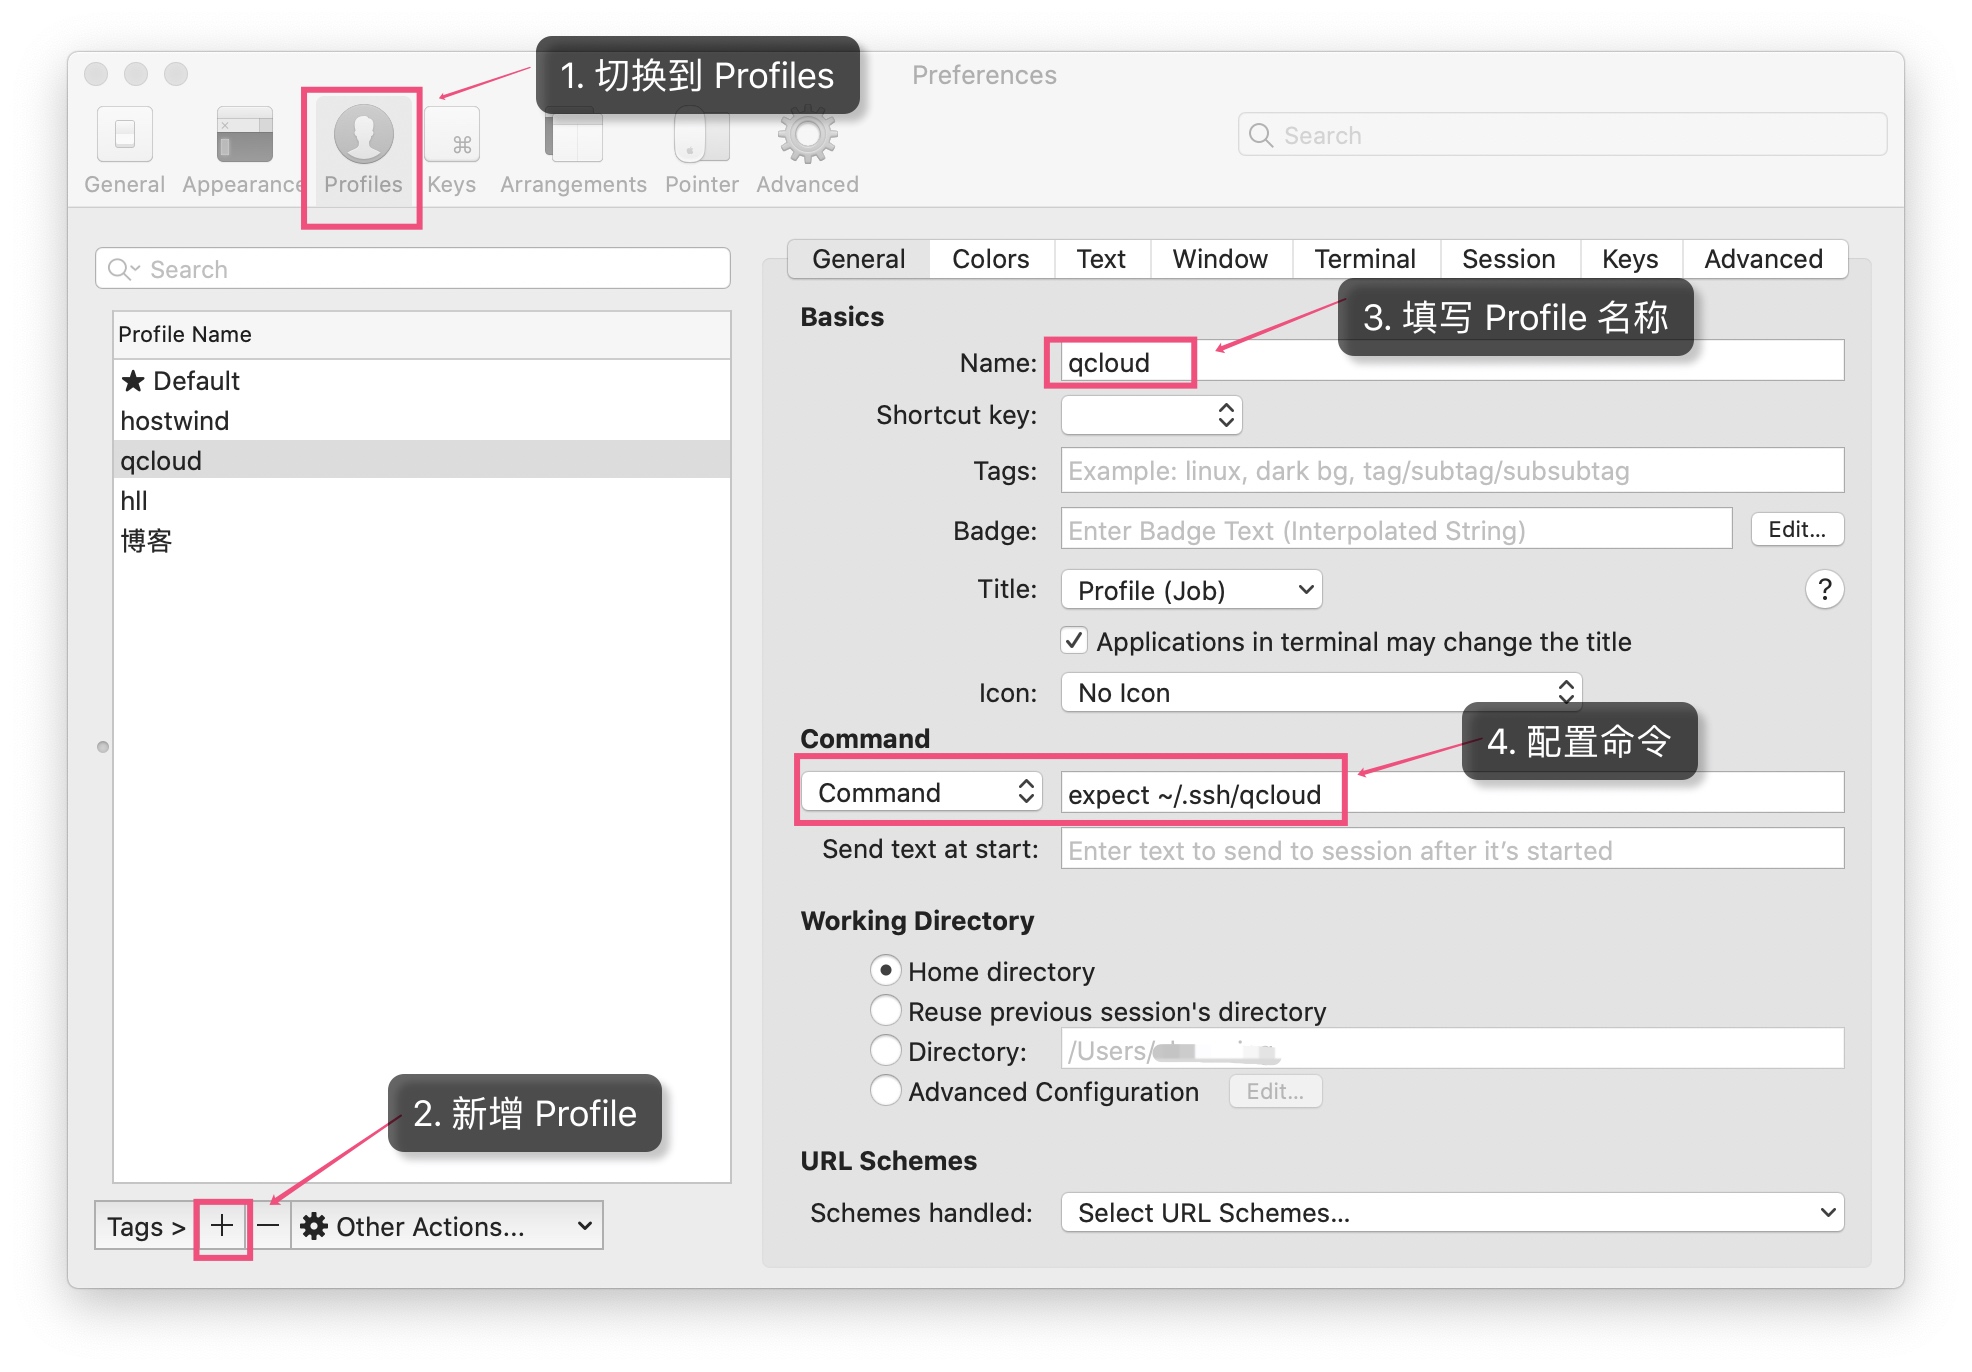 1. 切换到 Profiles
Preferences
General
Appearance
Profiles
Keys
Arrangements
Pointer
Advanced
Search
Search
Profile Name
★ Default
hostwind
qcloud
hll
博客
2. 新增 Profile
Tags >
+
−
Other Actions...
General
Colors
Text
Window
Terminal
Session
Keys
Advanced
Basics
3. 填写 Profile 名称
Name: qcloud
Shortcut key:
Tags: Example: linux, dark bg, tag/subtag/subsubtag
Badge: Enter Badge Text (Interpolated String)
Edit...
Title: Profile (Job)
?
Applications in terminal may change the title
Icon: No Icon
Command
4. 配置命令
Command
expect ~/.ssh/qcloud
Send text at start: Enter text to send to session after it’s started
Working Directory
Home directory
Reuse previous session's directory
Directory: /Users/
Advanced Configuration
Edit...
URL Schemes
Schemes handled: Select URL Schemes...